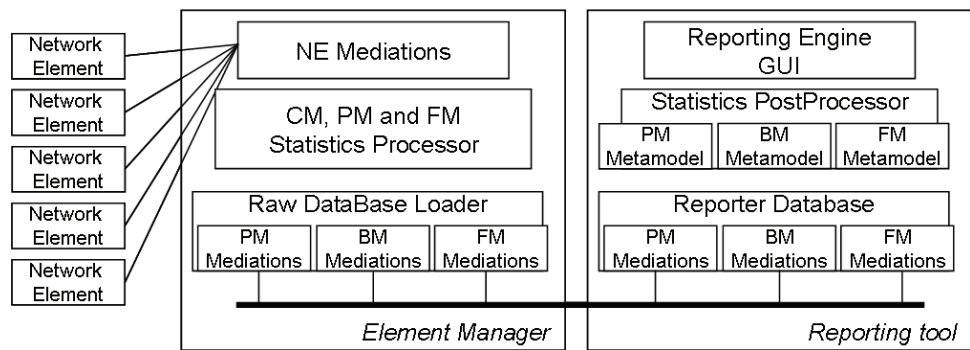 Network
Element
Network
Element
Network
Element
Network
Element
Network
Element
NE Mediations
CM, PM and FM
Statistics Processor
Raw DataBase Loader
PM
Mediations
BM
Mediations
FM
Mediations
Element Manager
Reporting Engine
GUI
Statistics PostProcessor
PM
Metamodel
BM
Metamodel
FM
Metamodel
Reporter Database
PM
Mediations
BM
Mediations
FM
Mediations
Reporting tool